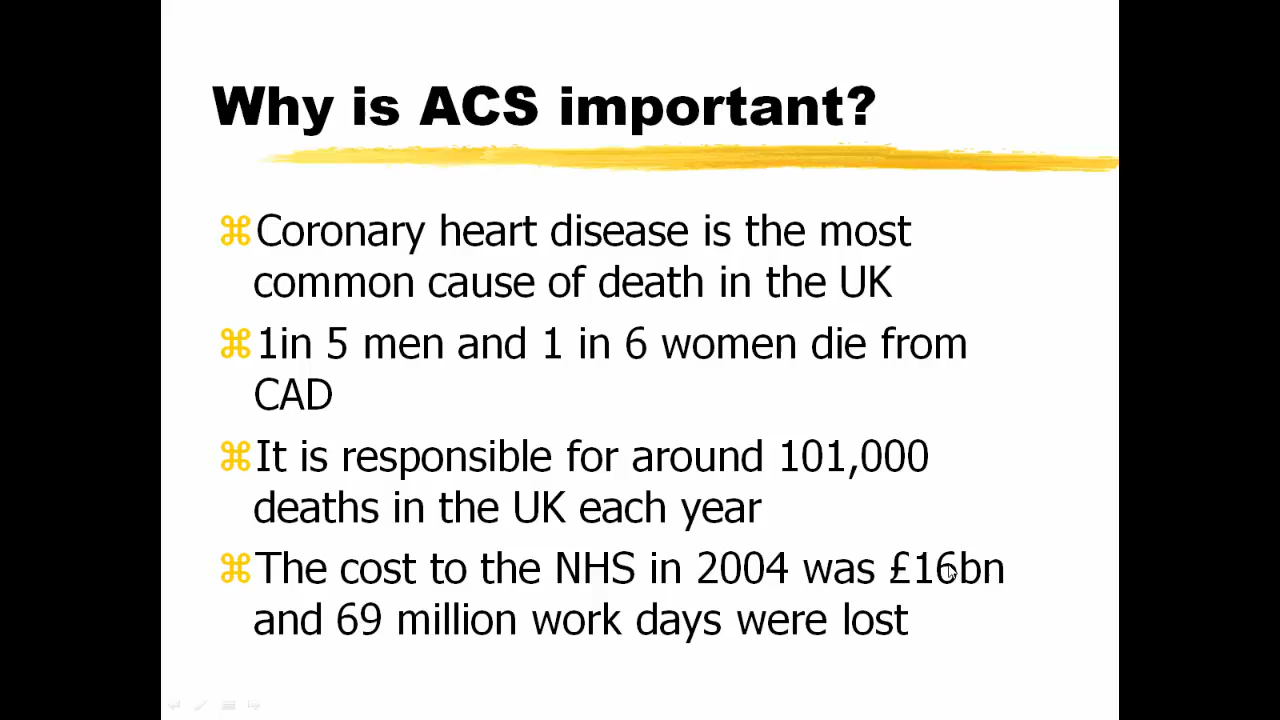 Why is ACS important?
⌘Coronary heart disease is the most
common cause of death in the UK
⌘1in 5 men and 1 in 6 women die from
CAD
⌘It is responsible for around 101,000
deaths in the UK each year
⌘The cost to the NHS in 2004 was £16bn
and 69 million work days were lost